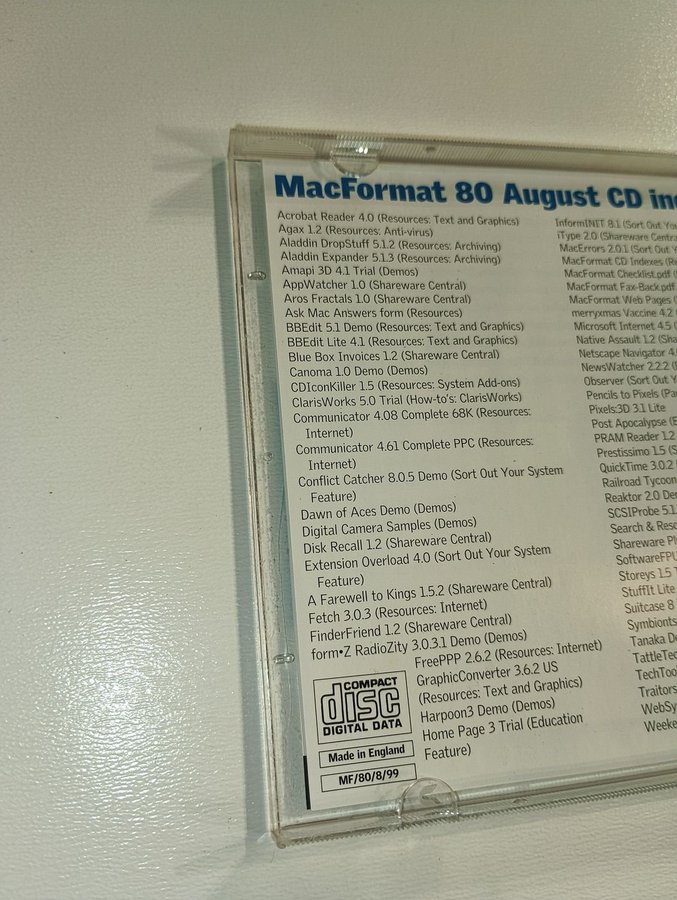 MacFormat 80 August CD
Acrobat Reader 4.0 (Resources: Text and Graphics)
Agax 1.2 (Resources: Anti-virus)
Aladdin DropStuff 5.1.2 (Resources: Archiving)
Aladdin Expander 5.1.3 (Resources: Archiving)
Amapi 3D 4.1 Trial (Demos)
AppWatcher 1.0 (Shareware Central)
Aros Fractals 1.0 (Shareware Central)
Ask Mac Answers form (Resources)
BBEdit 5.1 Demo (Resources: Text and Graphics)
BBEdit Lite 4.1 (Resources: Text and Graphics)
Blue Box Invoices 1.2 (Shareware Central)
Canoma 1.0 Demo (Demos)
CDIconKiller 1.5 (Resources: System Add-ons)
ClarisWorks 5.0 Trial (How-to's: ClarisWorks)
Communicator 4.08 Complete 68K (Resources:
Internet)
Communicator 4.61 Complete PPC (Resources:
Internet)
Conflict Catcher 8.0.5 Demo (Sort Out Your System
Feature)
Dawn of Aces Demo (Demos)
Digital Camera Samples (Demos)
Disk Recall 1.2 (Shareware Central)
Extension Overload 4.0 (Sort Out Your System
Feature)
A Farewell to Kings 1.5.2 (Shareware Central)
Fetch 3.0.3 (Resources: Internet)
FinderFriend 1.2 (Shareware Central)
form•Z RadioZity 3.0.3.1 Demo (Demos)
FreePPP 2.6.2 (Resources: Internet)
GraphicConverter 3.6.2 US
(Resources: Text and Graphics)
Harpoon3 Demo (Demos)
Home Page 3 Trial (Education
Feature)
COMPACT
disc
DIGITAL DATA
Made in England
MF/80/8/99
InformINIT 8.1 (Sort Out
iType 2.0 (Shareware
MacErrors 2.0.1 (Sort Out
MacFormat CD Indexes
MacFormat Checklist.pdf
MacFormat Fax-Back.pdf
MacFormat Web Pages
merryxmas Vaccine 4.2
Microsoft Internet 4.5
Native Assault 1.2
Netscape Navigator
NewsWatcher 2.2.2
Observer (Sort Out
Pencils to Pixels
Pixels:3D 3.1 Lite
Post Apocalypse
PRAM Reader 1.2
Prestissimo 1.5
QuickTime 3.0.2
Railroad Tycoon
Reaktor 2.0
SCSIProbe
Search &
Shareware
Storeys 1.5
StuffIt Lite
Suitcase 8
Tanaka